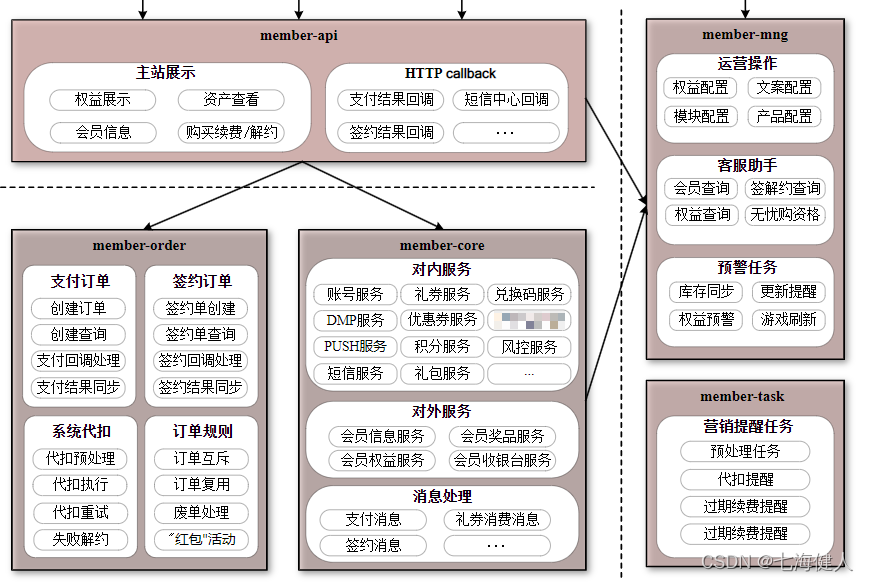 member-api
主站展示
权益展示
资产查看
会员信息
购买续费/解约
HTTP callback
支付结果回调
短信中心回调
签约结果回调
...
member-mng
运营操作
权益配置
文案配置
模块配置
产品配置
客服助手
会员查询
签解约查询
权益查询
无忧购资格
预警任务
库存同步
更新提醒
权益预警
游戏刷新
member-order
支付订单
创建订单
创建查询
支付回调处理
支付结果同步
签约订单
签约单创建
签约单查询
签约回调处理
签约结果同步
系统代扣
代扣预处理
代扣执行
代扣重试
失败解约
订单规则
订单互斥
订单复用
废单处理
"红包"活动
member-core
对内服务
账号服务
礼券服务
兑换码服务
DMP服务
优惠券服务
PUSH服务
积分服务
风控服务
短信服务
礼包服务
...
对外服务
会员信息服务
会员奖品服务
会员权益服务
会员收银台服务
消息处理
支付消息
礼券消费消息
签约消息
...
member-task
营销提醒任务
预处理任务
代扣提醒
过期续费提醒
过期续费提醒
CSDN @七海健人